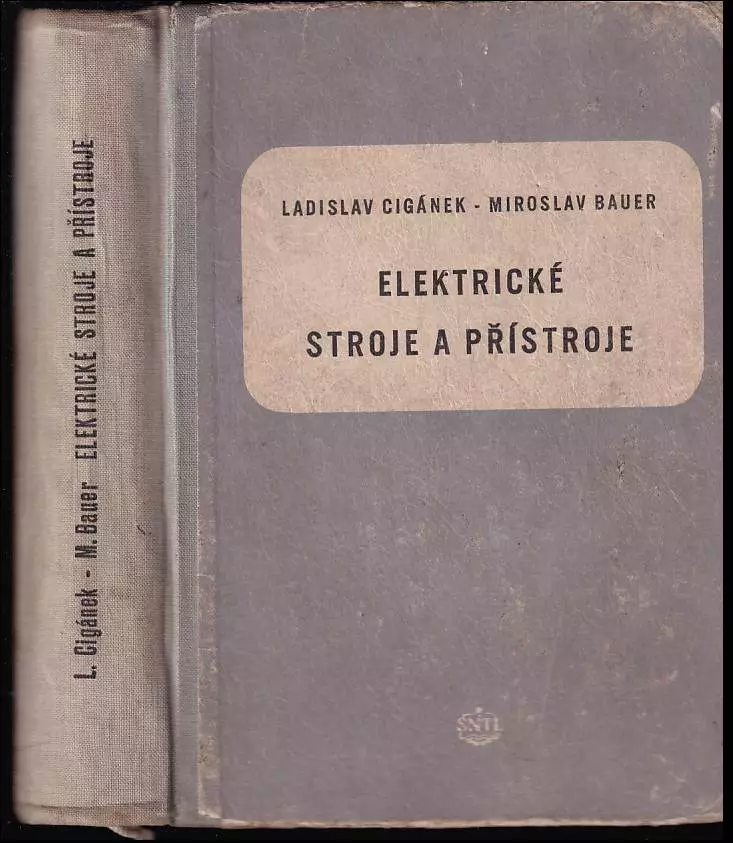 L. Cigánek - M. Bauer ELEKTRICKÉ STROJE A PŘÍSTROJE
LADISLAV CIGÁNEK - MIROSLAV BAUER
ELEKTRICKÉ
STROJE A PŘÍSTROJE
SNTL